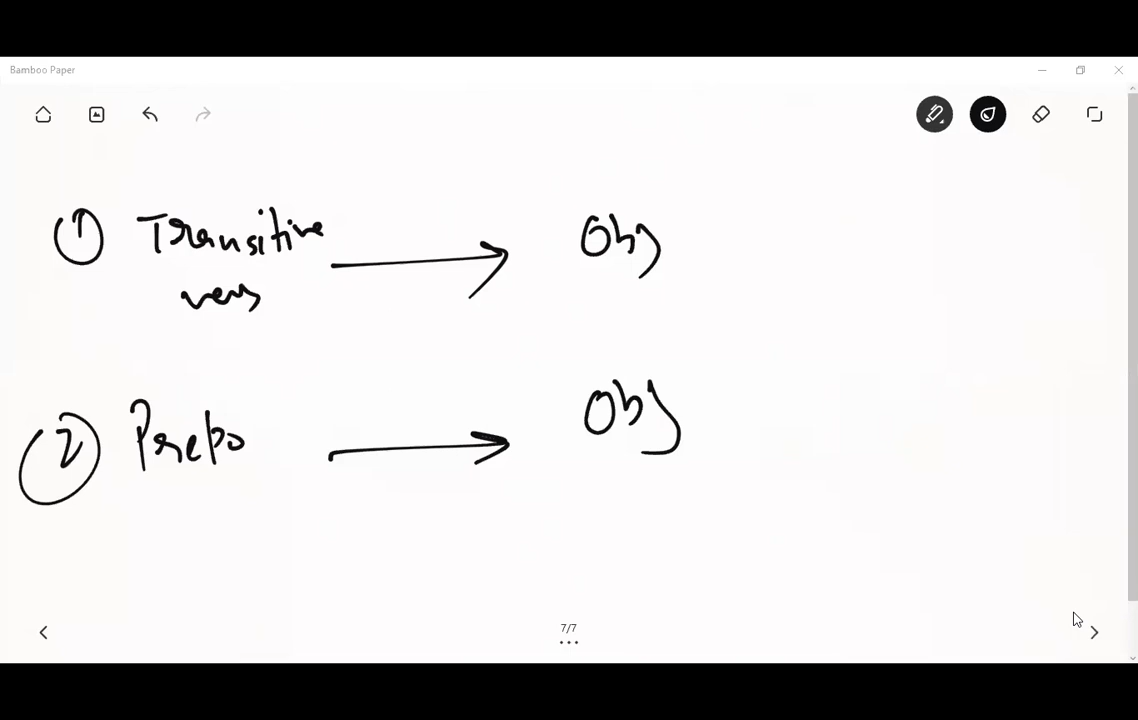 Bamboo Paper
① Transitive → Obj
verb
② Prepo → Obj
7/7